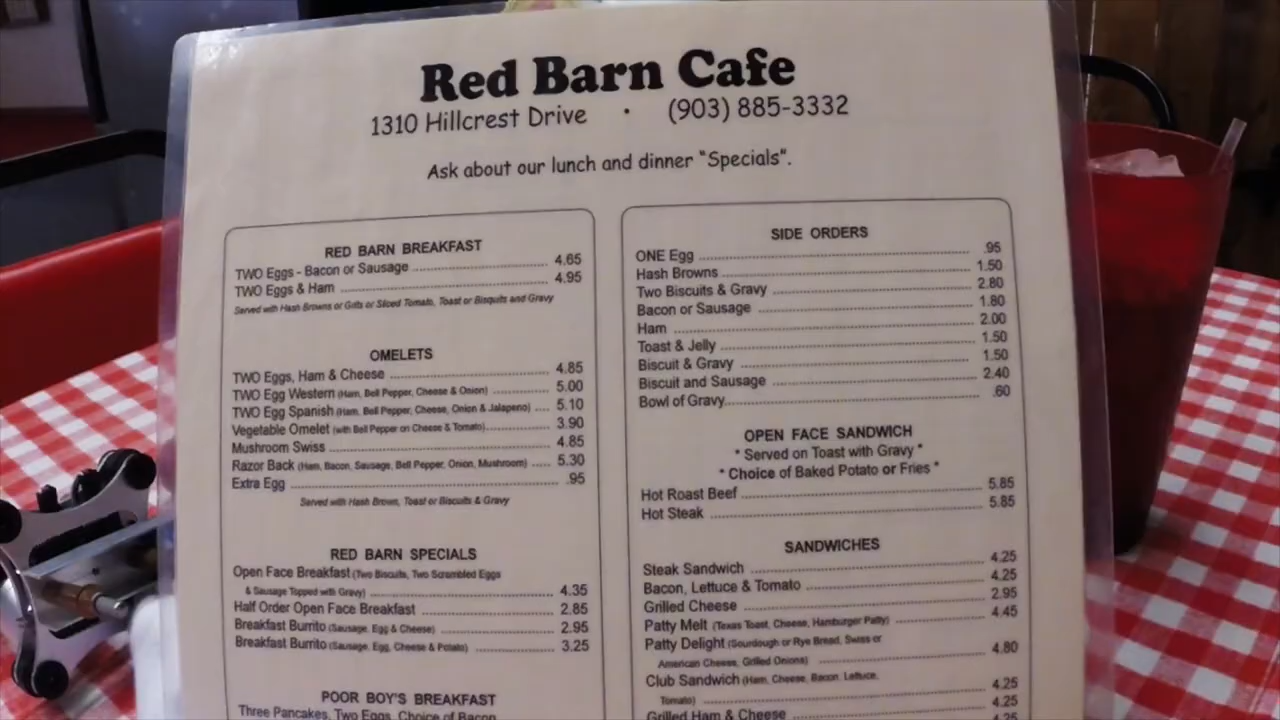 Red Barn Cafe
1310 Hillcrest Drive • (903) 885-3332
Ask about our lunch and dinner "Specials".
RED BARN BREAKFAST
TWO Eggs - Bacon or Sausage 4.65
TWO Eggs & Ham 4.95
Served with Hash Browns or Grits or Sliced Tomato, Toast or Bisquits and Gravy
OMELETS
TWO Eggs, Ham & Cheese 4.85
TWO Egg Western (Ham, Bell Pepper, Cheese & Onion) 5.00
TWO Egg Spanish (Ham, Bell Pepper, Cheese, Onion & Jalapeno) 5.10
Vegetable Omelet (with Bell Pepper on Cheese & Tomato) 3.90
Mushroom Swiss 4.85
Razor Back (Ham, Bacon, Sausage, Bell Pepper, Onion, Mushroom) 5.30
Extra Egg .95
Served with Hash Brown, Toast or Biscuits & Gravy
RED BARN SPECIALS
Open Face Breakfast (Two Biscuits, Two Scrambled Eggs
& Sausage Topped with Gravy) 4.35
Half Order Open Face Breakfast 2.85
Breakfast Burrito (Sausage, Egg & Cheese) 2.95
Breakfast Burrito (Sausage, Egg, Cheese & Potato) 3.25
POOR BOY'S BREAKFAST
Three Pancakes, Two Eggs, Choice of Bacon
SIDE ORDERS
ONE Egg .95
Hash Browns 1.50
Two Biscuits & Gravy 2.80
Bacon or Sausage 1.80
Ham 2.00
Toast & Jelly 1.50
Biscuit & Gravy 1.50
Biscuit and Sausage 2.40
Bowl of Gravy .60
OPEN FACE SANDWICH
* Served on Toast with Gravy *
* Choice of Baked Potato or Fries *
Hot Roast Beef 5.85
Hot Steak 5.85
SANDWICHES
Steak Sandwich 4.25
Bacon, Lettuce & Tomato 4.25
Grilled Cheese 2.95
Patty Melt (Texas Toast, Cheese, Hamburger Patty) 4.45
Patty Delight (Sourdough or Rye Bread, Swiss or
American Cheese, Grilled Onions) 4.80
Club Sandwich (Ham, Cheese, Bacon, Lettuce,
Tomato) 4.25
Grilled Ham & Cheese 4.25
4.25